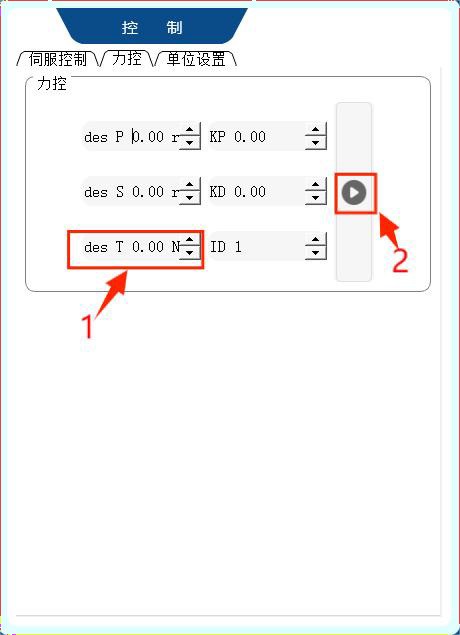 控 制
伺服控制 力控 单位设置
力控
des P 0.00 r KP 0.00
des S 0.00 r KD 0.00
des T 0.00 N ID 1
1
2